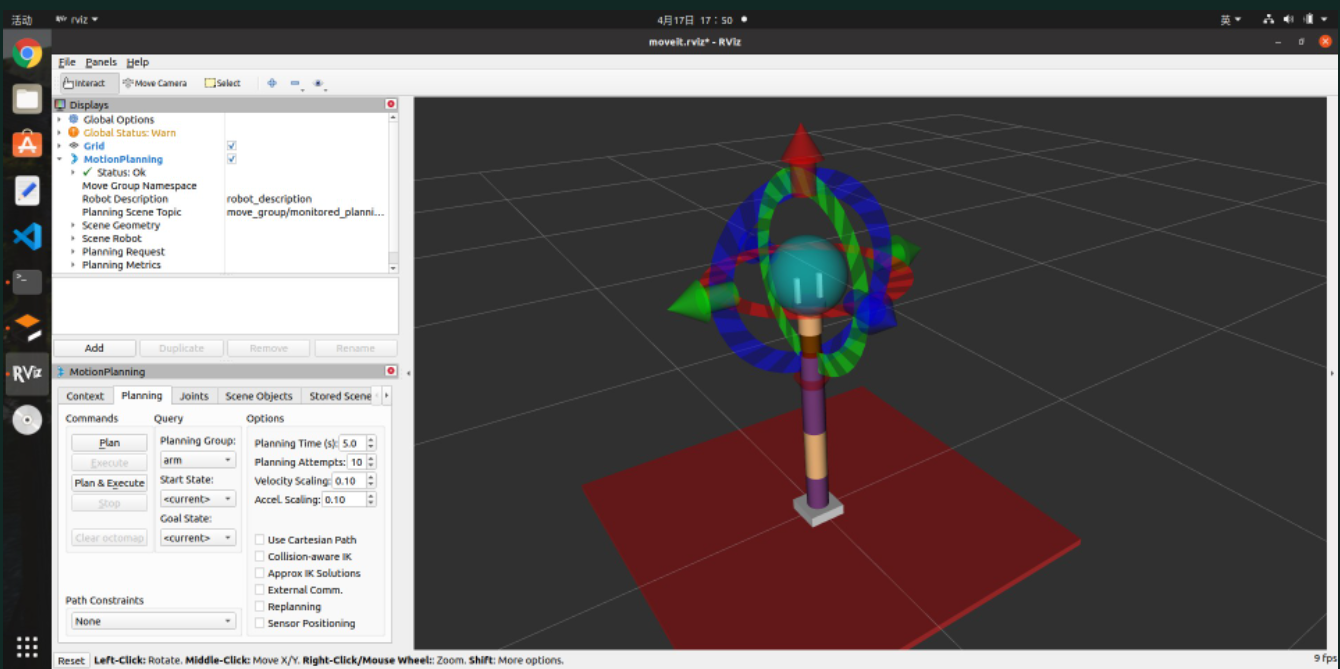 活动 RViz rviz 4月17日 17：50 英
moveit.rviz* - RViz
File Panels Help
Interact Move Camera Select
Displays
Global Options
Global Status: Warn
Grid
MotionPlanning
Status: Ok
Move Group Namespace
Robot Description robot_description
Planning Scene Topic move_group/monitored_planni...
Scene Geometry
Scene Robot
Planning Request
Planning Metrics
Add Duplicate Remove Rename
RViz
MotionPlanning
Context Planning Joints Scene Objects Stored Scene
Commands Query Options
Plan Planning Group: Planning Time (s): 5.0
Execute arm Planning Attempts: 10
Plan & Execute Start State: Velocity Scaling: 0.10
Stop <current> Accel. Scaling: 0.10
Goal State:
Clear octomap <current> Use Cartesian Path
Collision-aware IK
Approx IK Solutions
External Comm.
Path Constraints Replanning
None Sensor Positioning
Reset Left-Click: Rotate. Middle-Click: Move X/Y. Right-Click/Mouse Wheel:: Zoom. Shift: More options. 9 fps